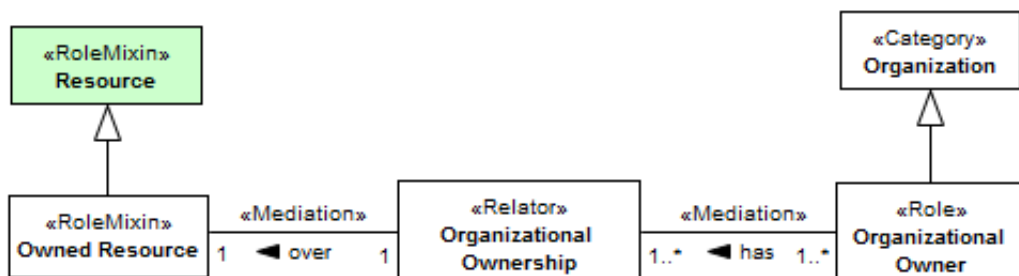 «RoleMixin»
Resource
«Category»
Organization
«RoleMixin»
Owned Resource
«Mediation»
1 ◄ over 1
«Relator»
Organizational
Ownership
«Mediation»
1..* ◄ has 1..*
«Role»
Organizational
Owner